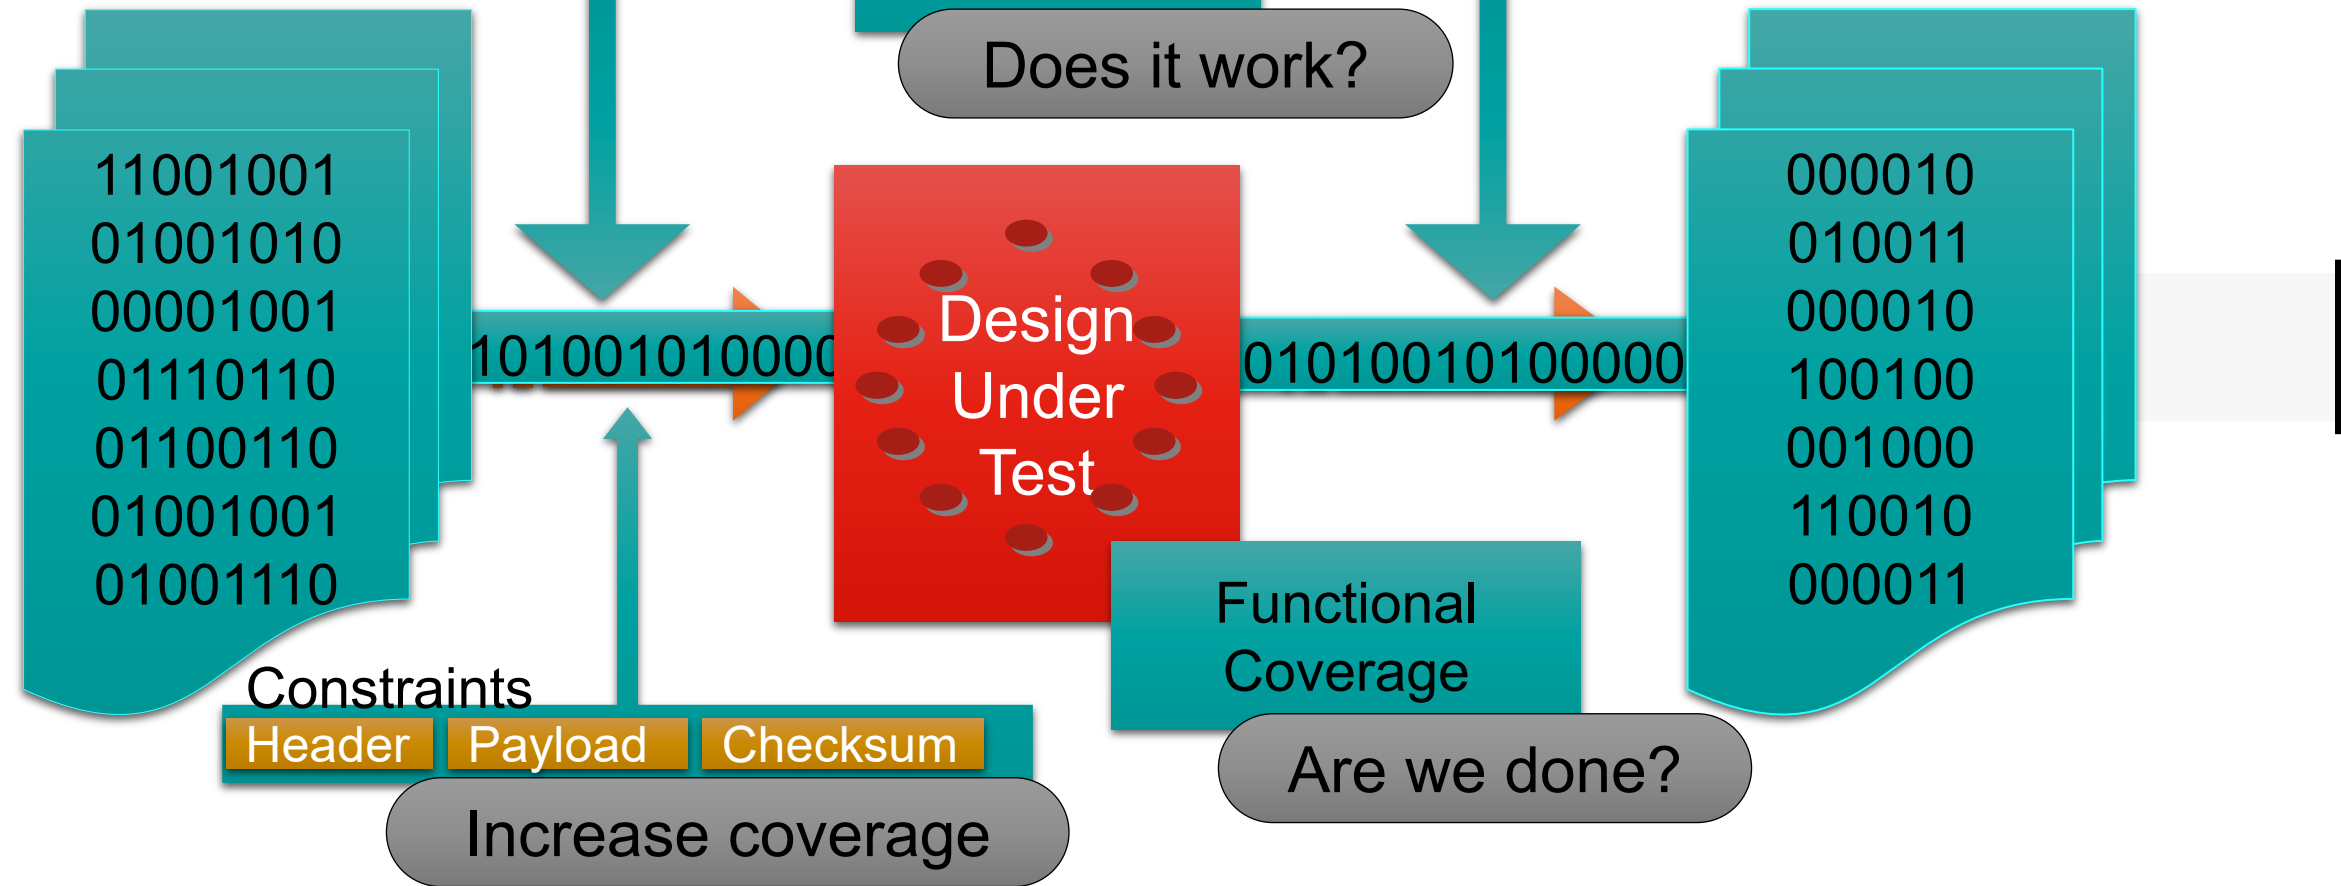 Does it work?
11001001
01001010
00001001
01110110
01100110
01001001
01001110
101001010000
Design
Under
Test
01010010100000
000010
010011
000010
100100
001000
110010
000011
Functional
Coverage
Constraints
Header Payload Checksum
Are we done?
Increase coverage